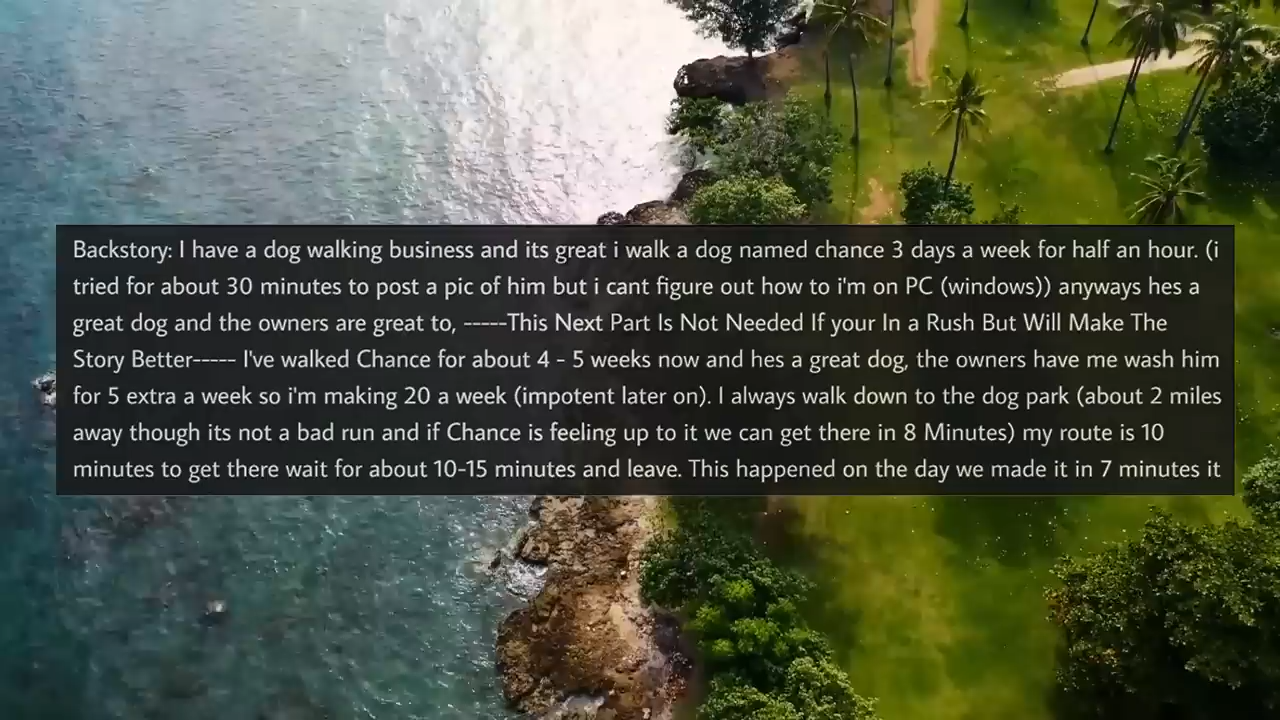 Backstory: I have a dog walking business and its great i walk a dog named chance 3 days a week for half an hour. (i
tried for about 30 minutes to post a pic of him but i cant figure out how to i'm on PC (windows)) anyways hes a
great dog and the owners are great to, -----This Next Part Is Not Needed If your In a Rush But Will Make The
Story Better----- I've walked Chance for about 4 - 5 weeks now and hes a great dog, the owners have me wash him
for 5 extra a week so i'm making 20 a week (impotent later on). I always walk down to the dog park (about 2 miles
away though its not a bad run and if Chance is feeling up to it we can get there in 8 Minutes) my route is 10
minutes to get there wait for about 10-15 minutes and leave. This happened on the day we made it in 7 minutes it